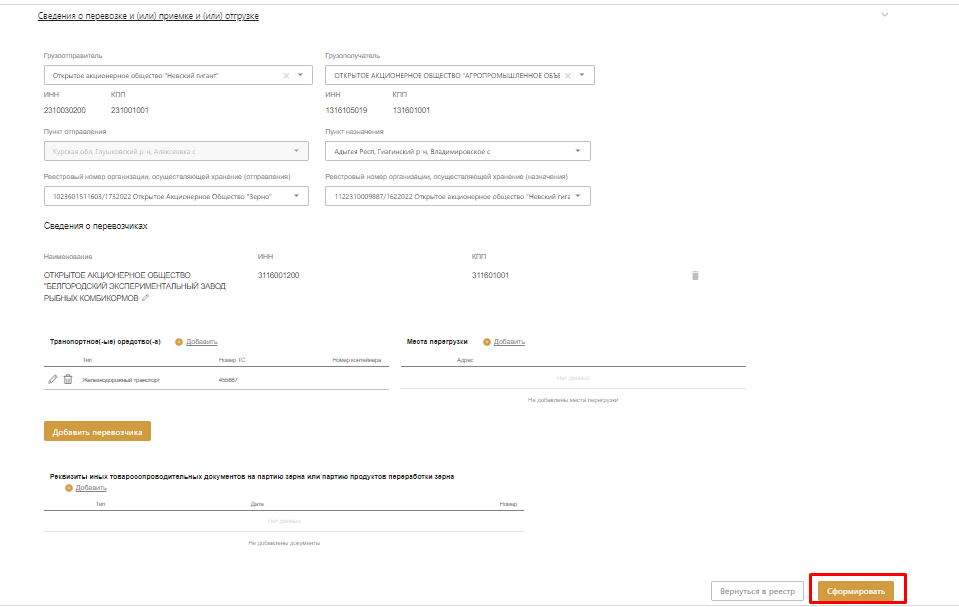 Сведения о перевозке и (или) приемке и (или) отгрузке
Грузоотправитель
Грузополучатель
Открытое акционерное общество "Невский гигант"
ОТКРЫТОЕ АКЦИОНЕРНОЕ ОБЩЕСТВО "АГРОПРОМЫШЛЕННОЕ ОБЪЕ
ИНН
КПП
ИНН
КПП
2310030200
231001001
1316105019
131601001
Пункт отправления
Пункт назначения
Курская обл, Глушковский р-н, Алексеевка с
Адыгея Респ, Гиагинский р-н, Владимировское с
Реестровый номер организации, осуществляющей хранение (отправления)
Реестровый номер организации, осуществляющей хранение (назначения)
1023601511603/1732022 Открытое Акционерное Общество "Зерно"
1122310009887/1622022 Открытое акционерное общество "Невский гига
Сведения о перевозчиках
Наименование
ИНН
КПП
ОТКРЫТОЕ АКЦИОНЕРНОЕ ОБЩЕСТВО
"БЕЛГОРОДСКИЙ ЭКСПЕРИМЕНТАЛЬНЫЙ ЗАВОД
РЫБНЫХ КОМБИКОРМОВ
3116001200
311601001
Транспортное(-ые) средство(-а)
Добавить
Места перегрузки
Добавить
Тип
Номер ТС
Номер контейнера
Адрес
Железнодорожный транспорт
455667
Нет данных
Не добавлены места перегрузки
Добавить перевозчика
Реквизиты иных товаросопроводительных документов на партию зерна или партию продуктов переработки зерна
Добавить
Тип
Дата
Номер
Нет данных
Не добавлены документы
Вернуться в реестр
Сформировать